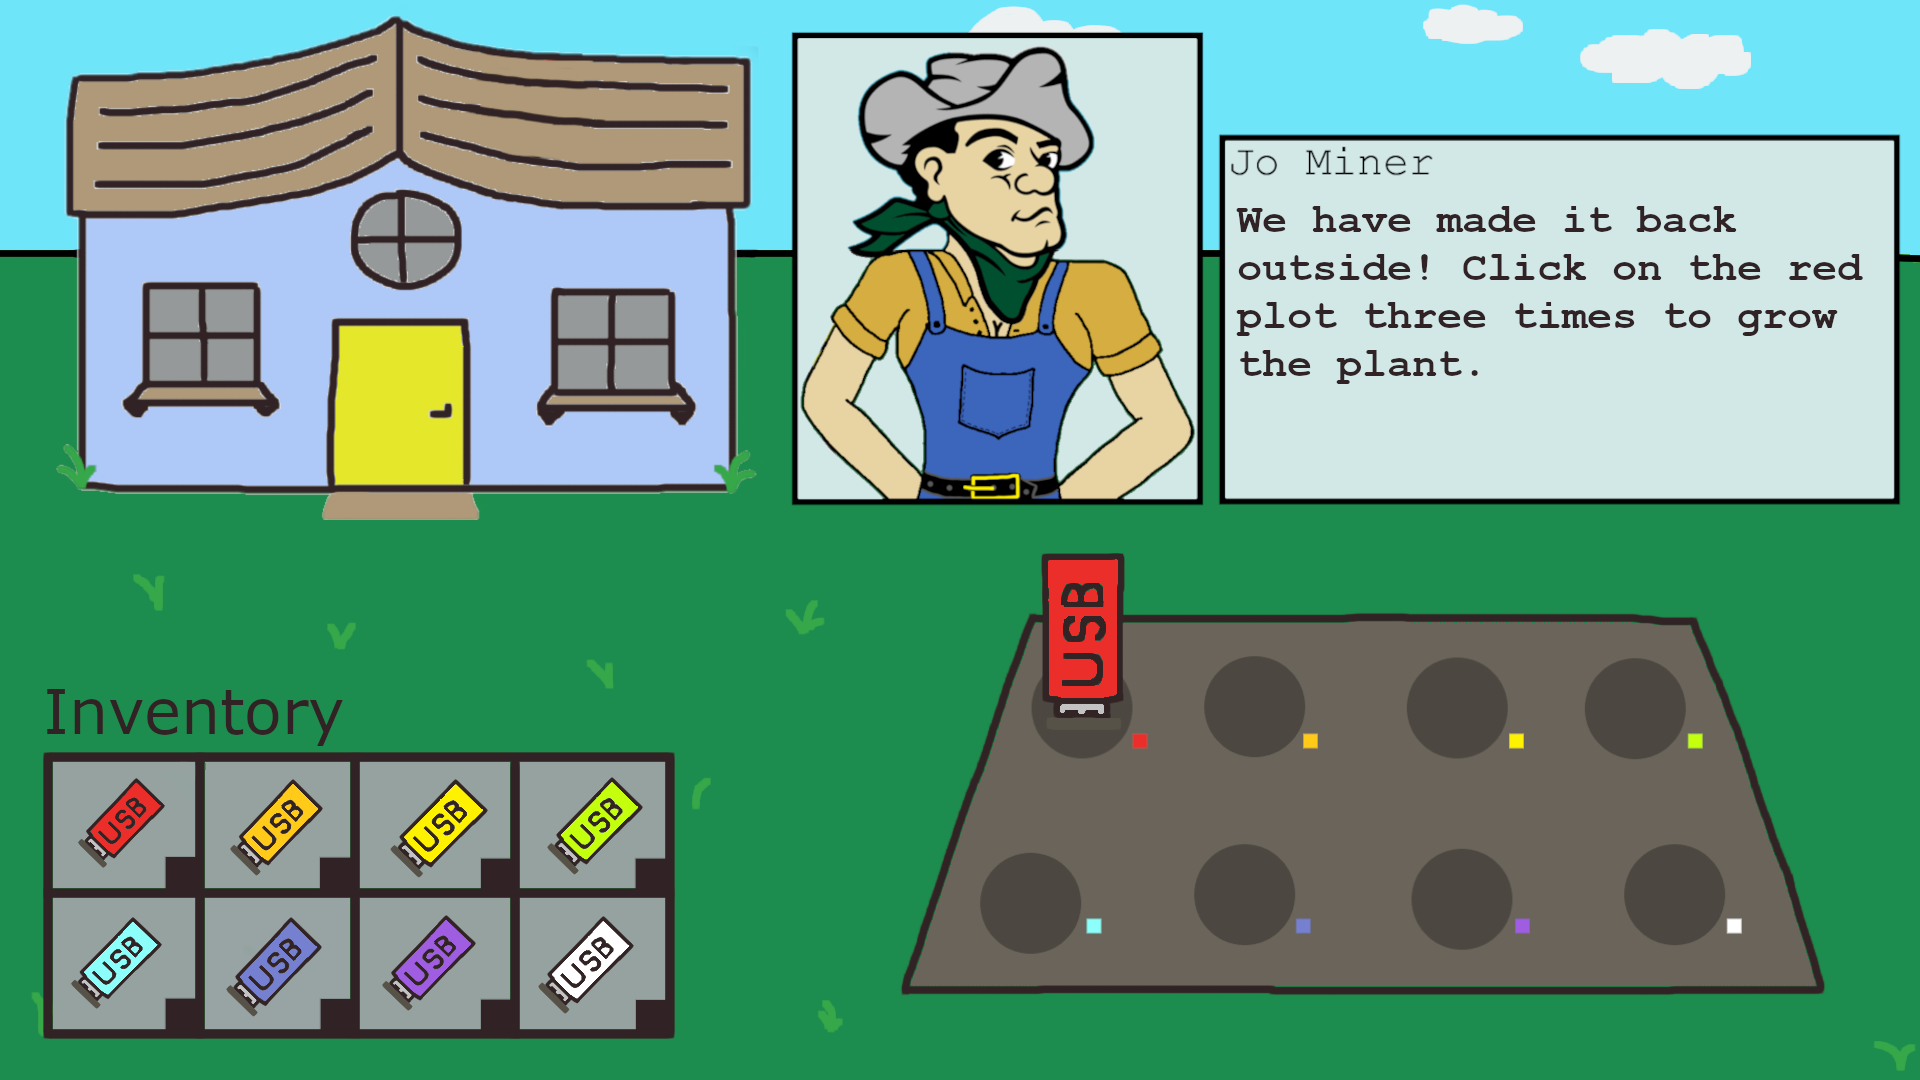 Jo Miner
We have made it back
outside! Click on the red
plot three times to grow
the plant.
USB
Inventory
USB
USB
USB
USB
USB
USB
USB
USB